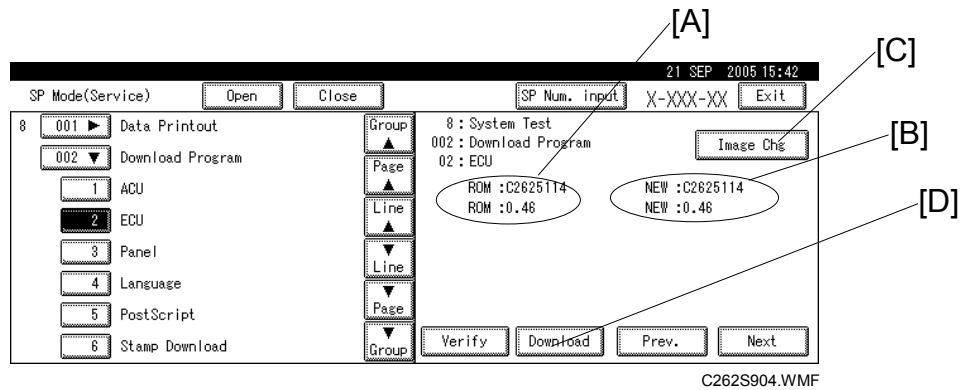 [A]
[C]
21 SEP 2005 15:42
SP Mode(Service) Open Close SP Num. input X-XXX-XX Exit
8 001 ▶ Data Printout
002 ▼ Download Program
1 ACU
2 ECU
3 Panel
4 Language
5 PostScript
6 Stamp Download
Group ▲
Page ▲
Line ▲
▼ Line
▼ Page
▼ Group
8 : System Test
002 : Download Program
02 : ECU
Image Chg
[B]
ROM : C2625114 NEW : C2625114
ROM : 0.46 NEW : 0.46
[D]
Verify Download Prev. Next
C262S904.WMF